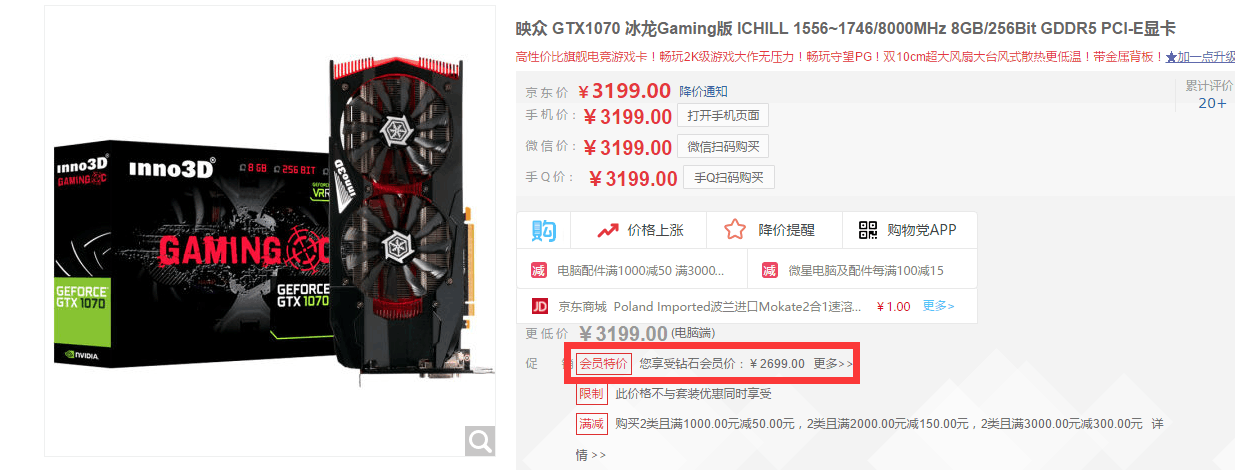 映众 GTX1070 冰龙Gaming版 ICHILL 1556~1746/8000MHz 8GB/256Bit GDDR5 PCI-E显卡
高性价比旗舰电竞游戏卡！畅玩2K级游戏大作无压力！畅玩守望PG！双10cm超大风扇大台风式散热更低温！带金属背板！★加一点升级
京东价 ￥3199.00 降价通知
累计评价
20+
手机价： ￥3199.00 打开手机页面
微信价： ￥3199.00 微信扫码购买
手Q价： ￥3199.00 手Q扫码购买
购 价格上涨 降价提醒 购物党APP
减 电脑配件满1000减50 满3000... 减 微星电脑及配件每满100减15
JD 京东商城 Poland Imported波兰进口Mokate2合1速溶... ￥1.00 更多>
更低价 ￥3199.00 (电脑端)
促 销 会员特价 您享受钻石会员价：￥2699.00 更多>>
限制 此价格不与套装优惠同时享受
满减 购买2类且满1000.00元减50.00元，2类且满2000.00元减150.00元，2类且满3000.00元减300.00元 详
情 >>
inno3D
GAMING OC
inno3D
8 GB 256 BIT
GEFORCE
VRR
GAMING OC
GEFORCE
GTX 1070
GEFORCE
GTX 1070
NVIDIA
inno3D